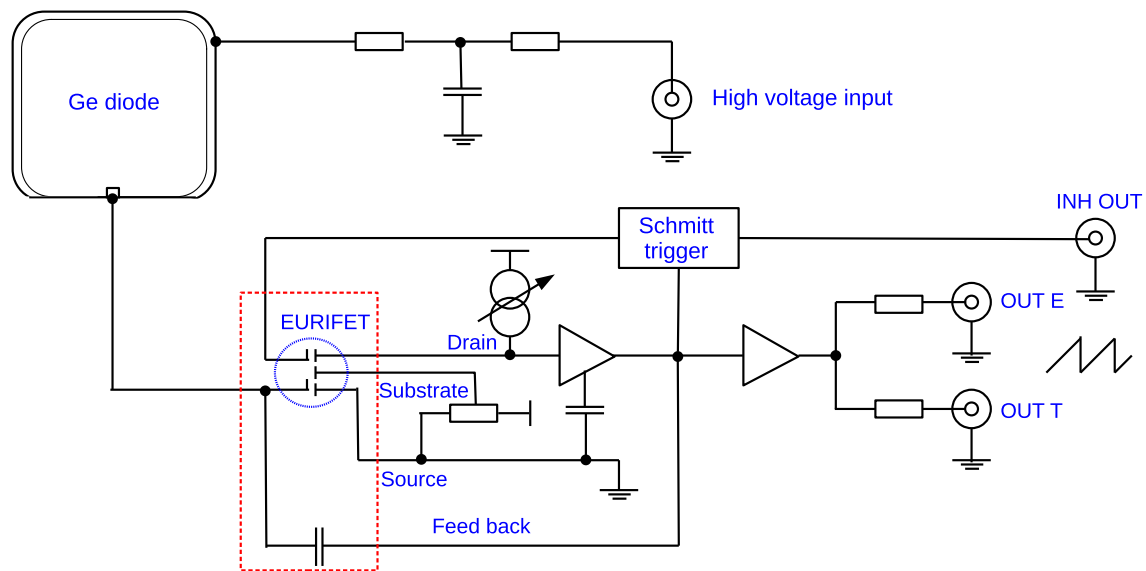 Ge diode
High voltage input
INH OUT
Schmitt
trigger
OUT E
EURIFET
Drain
Substrate
OUT T
Source
Feed back